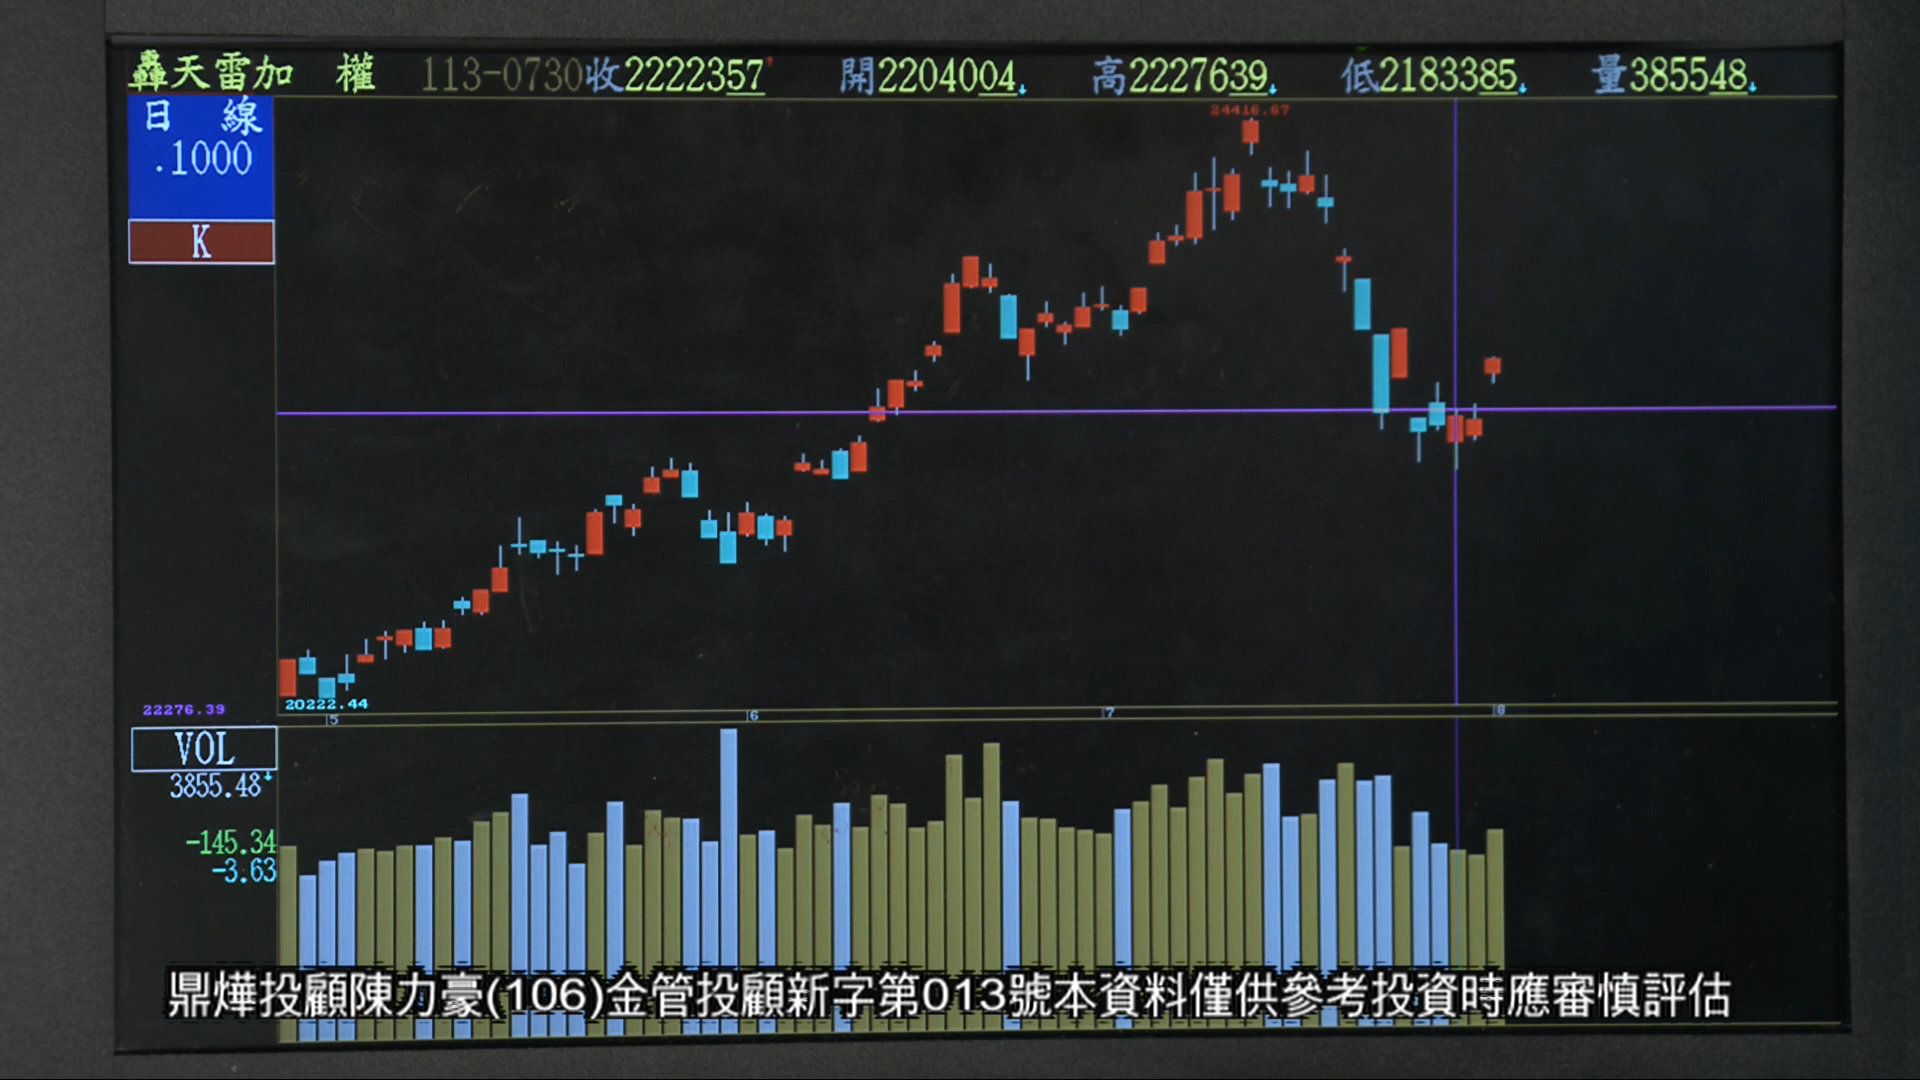 轟天雷加　權　113-0730收2222357　開2204004↓　高2227639↓　低2183385↓　量385548↓
日　線
.1000
K
24416.67
22276.39
20222.44
5　6　7　8
VOL
3855.48↓
-145.34
-3.63
鼎燁投顧陳力豪(106)金管投顧新字第013號本資料僅供參考投資時應審慎評估